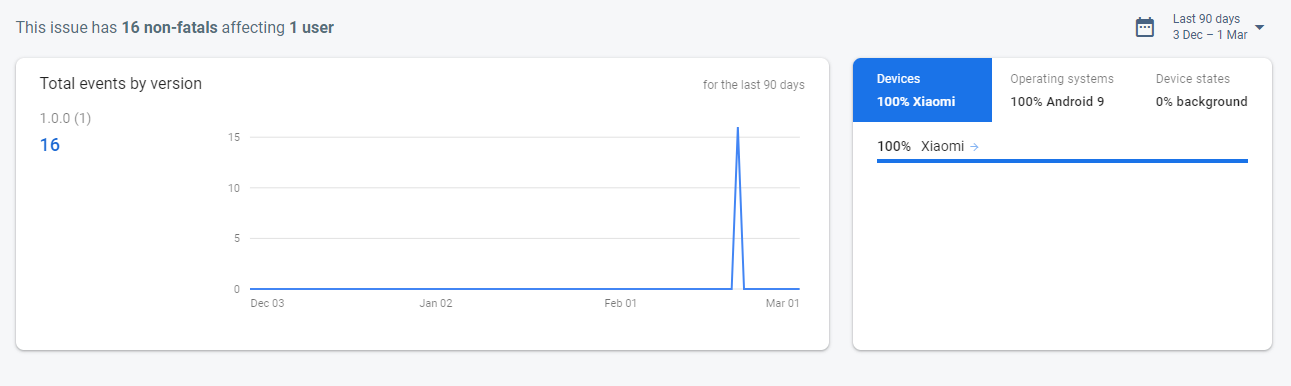 This issue has 16 non-fatals affecting 1 user
Last 90 days
3 Dec – 1 Mar
Total events by version
for the last 90 days
1.0.0 (1)
16
15
10
5
0
Dec 03
Jan 02
Feb 01
Mar 01
Devices
100% Xiaomi
Operating systems
100% Android 9
Device states
0% background
100% Xiaomi →